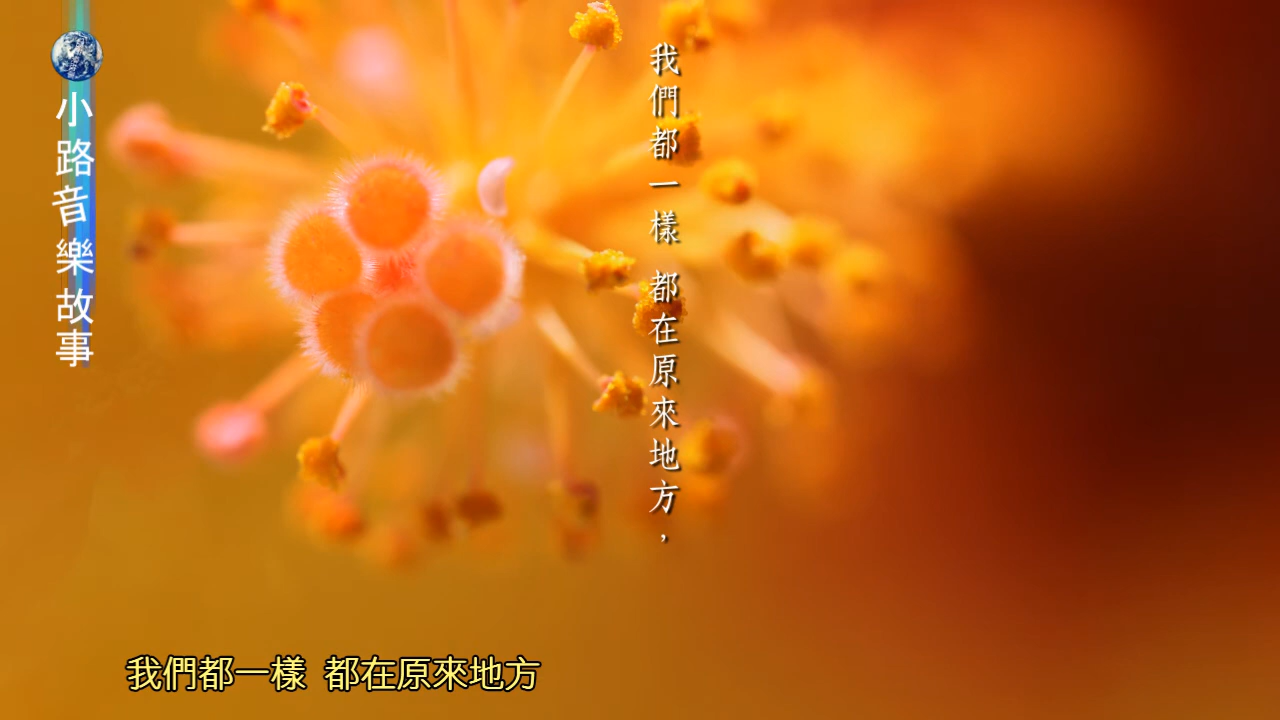 小路音樂故事
我們都一樣 都在原來地方，
我們都一樣 都在原來地方